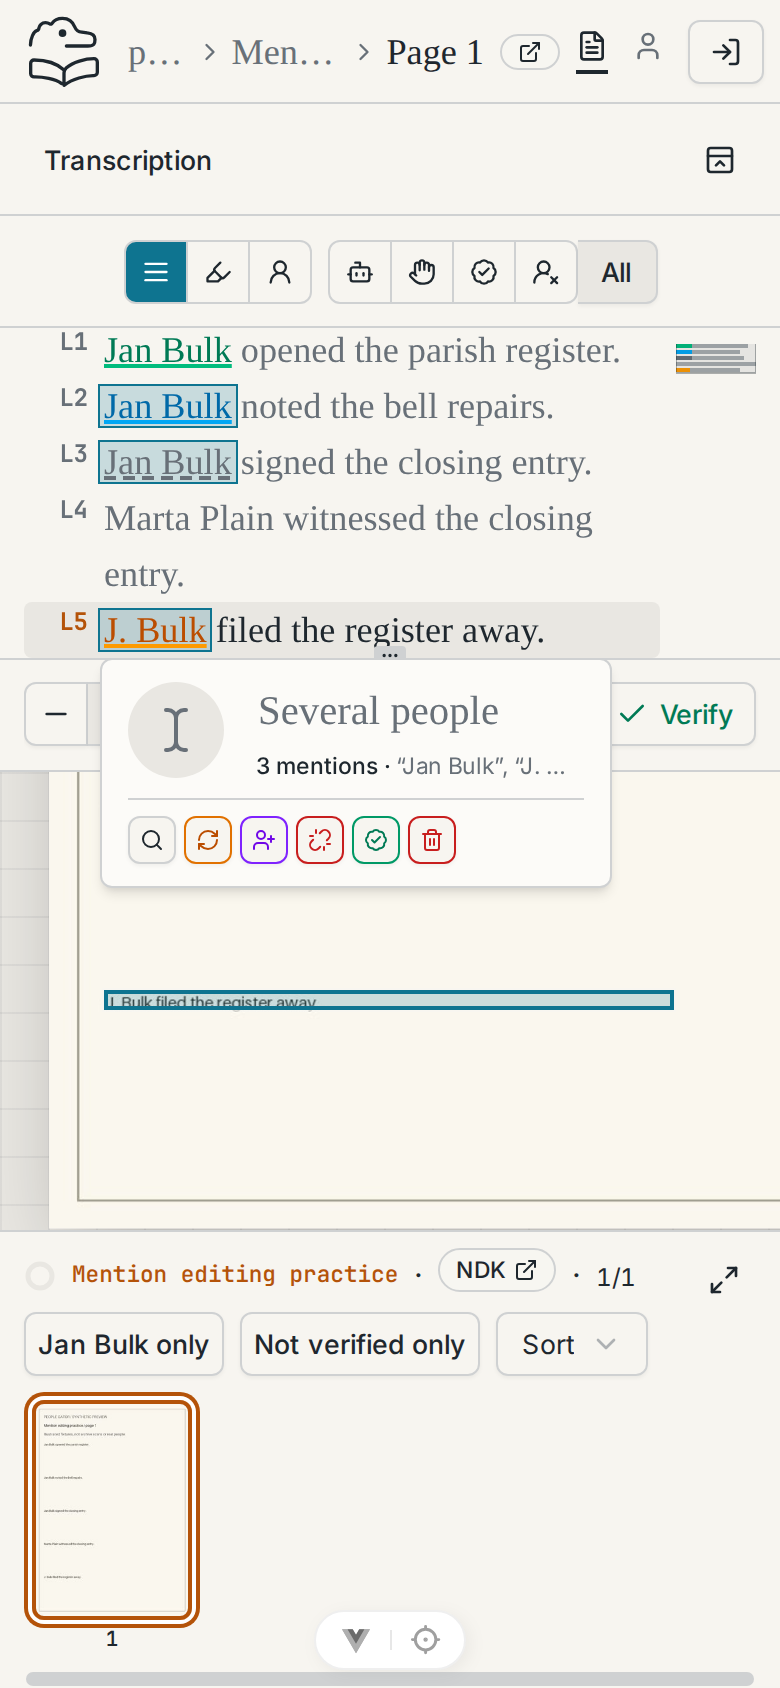 p…
Men…
Page 1
Transcription
All
L1 Jan Bulk opened the parish register.
L2 Jan Bulk noted the bell repairs.
L3 Jan Bulk signed the closing entry.
L4 Marta Plain witnessed the closing
entry.
L5 J. Bulk filed the register away.
Several people
3 mentions · “Jan Bulk”, “J. …
Verify
J. Bulk filed the register away.
Mention editing practice · NDK · 1/1
Jan Bulk only
Not verified only
Sort
1